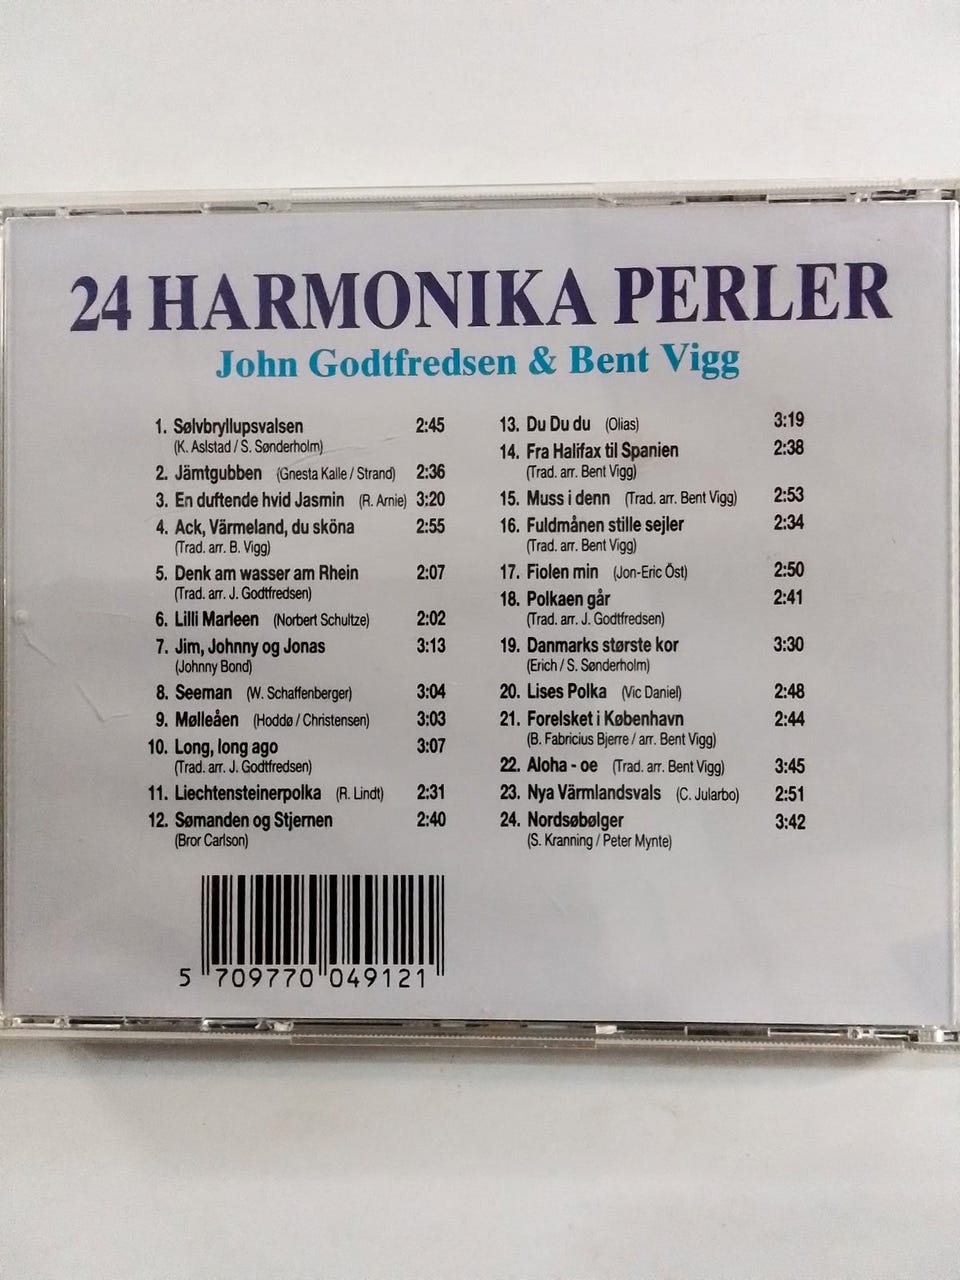 24 HARMONIKA PERLER
John Godtfredsen & Bent Vigg
1. Sølvbryllupsvalsen 2:45
(K. Aslstad / S. Sønderholm)
2. Jämtgubben (Gnesta Kalle / Strand) 2:36
3. En duftende hvid Jasmin (R. Arnie) 3:20
4. Ack, Värmeland, du sköna 2:55
(Trad. arr. B. Vigg)
5. Denk am wasser am Rhein 2:07
(Trad. arr. J. Godtfredsen)
6. Lilli Marleen (Norbert Schultze) 2:02
7. Jim, Johnny og Jonas 3:13
(Johnny Bond)
8. Seeman (W. Schaffenberger) 3:04
9. Mølleåen (Hoddø / Christensen) 3:03
10. Long, long ago 3:07
(Trad. arr. J. Godtfredsen)
11. Liechtensteinerpolka (R. Lindt) 2:31
12. Sømanden og Stjernen 2:40
(Bror Carlson)
13. Du Du du (Olias) 3:19
14. Fra Halifax til Spanien 2:38
(Trad. arr. Bent Vigg)
15. Muss i denn (Trad. arr. Bent Vigg) 2:53
16. Fuldmånen stille sejler 2:34
(Trad. arr. Bent Vigg)
17. Fiolen min (Jon-Eric Öst) 2:50
18. Polkaen går 2:41
(Trad. arr. J. Godtfredsen)
19. Danmarks største kor 3:30
(Erich / S. Sønderholm)
20. Lises Polka (Vic Daniel) 2:48
21. Forelsket i København 2:44
(B. Fabricius Bjerre / arr. Bent Vigg)
22. Aloha - oe (Trad. arr. Bent Vigg) 3:45
23. Nya Värmlandsvals (C. Jularbo) 2:51
24. Nordsøbølger 3:42
(S. Kranning / Peter Mynte)
5 709770 049121